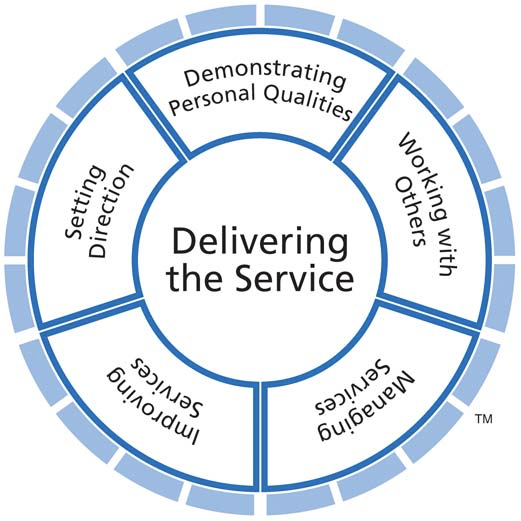 Demonstrating
Personal Qualities
Working with
Others
Managing
Services
Improving
Services
Setting
Direction
Delivering
the Service
TM